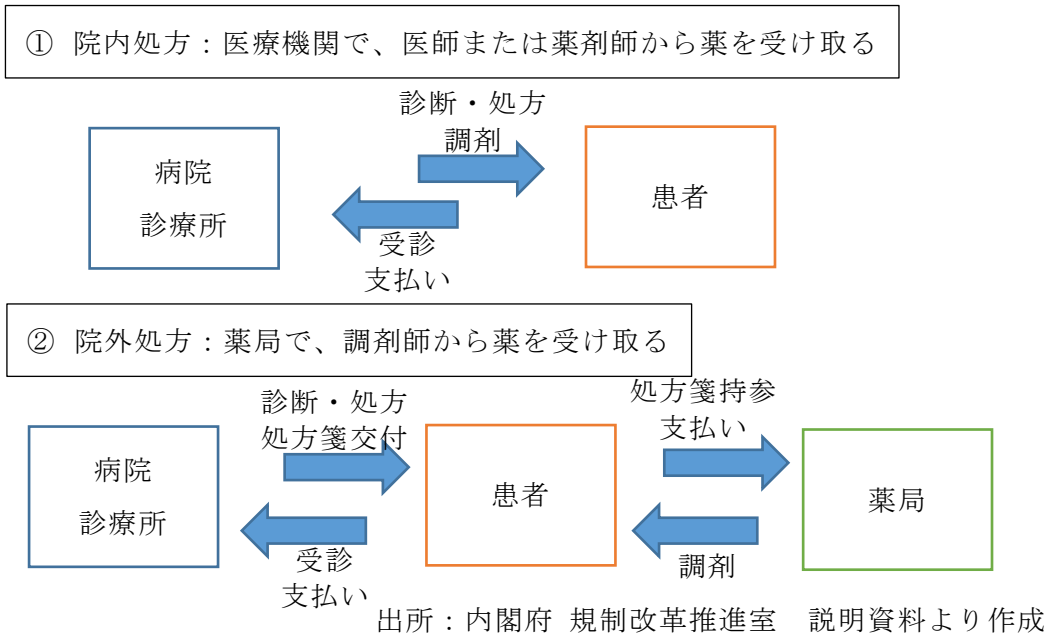 ① 院内処方：医療機関で、医師または薬剤師から薬を受け取る
診断・処方
調剤
病院
診療所
患者
受診
支払い
② 院外処方：薬局で、調剤師から薬を受け取る
診断・処方
処方箋交付
処方箋持参
支払い
病院
診療所
患者
薬局
受診
支払い
調剤
出所：内閣府 規制改革推進室　説明資料より作成